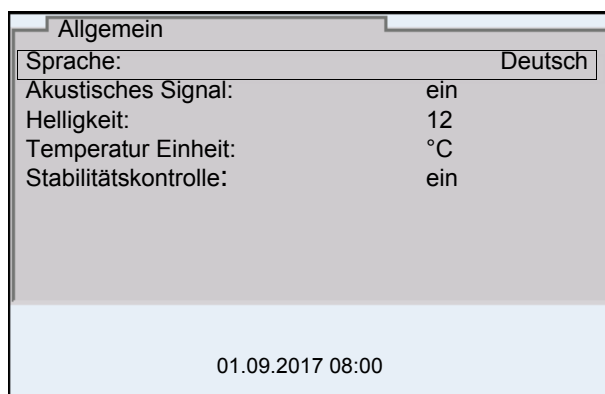 Allgemein
Sprache: Deutsch
Akustisches Signal: ein
Helligkeit: 12
Temperatur Einheit: °C
Stabilitätskontrolle: ein
01.09.2017 08:00